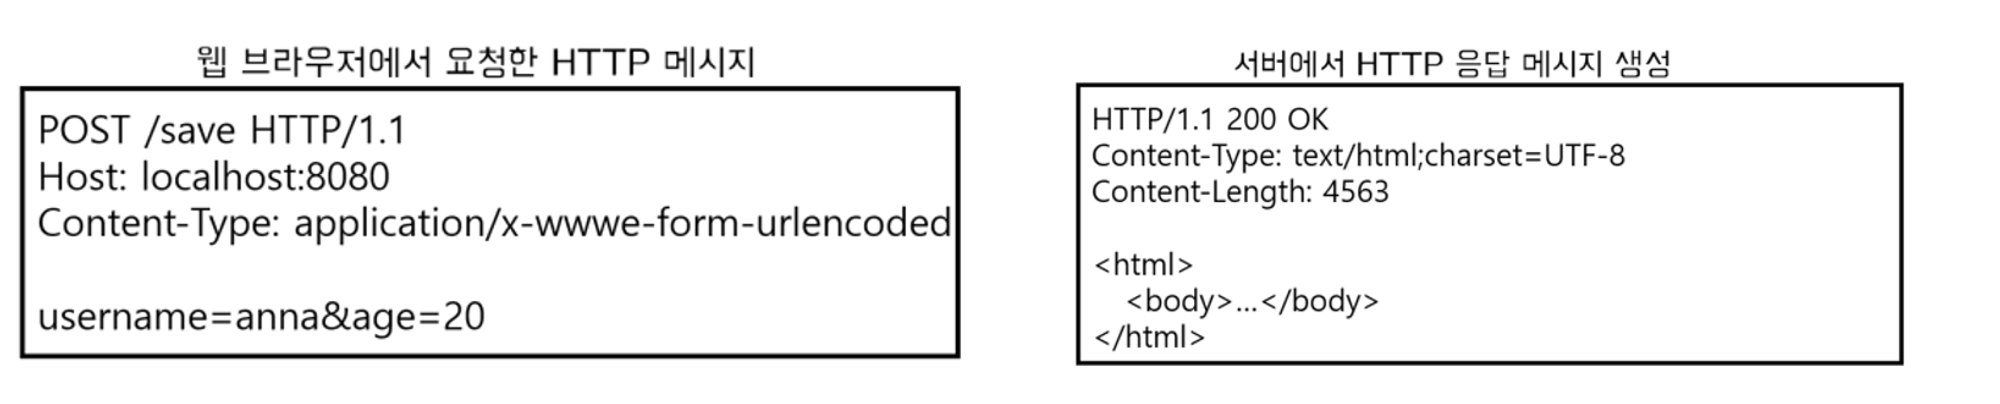 웹 브라우저에서 요청한 HTTP 메시지
POST /save HTTP/1.1
Host: localhost:8080
Content-Type: application/x-wwwe-form-urlencoded
username=anna&age=20
서버에서 HTTP 응답 메시지 생성
HTTP/1.1 200 OK
Content-Type: text/html;charset=UTF-8
Content-Length: 4563
<html>
<body>...</body>
</html>